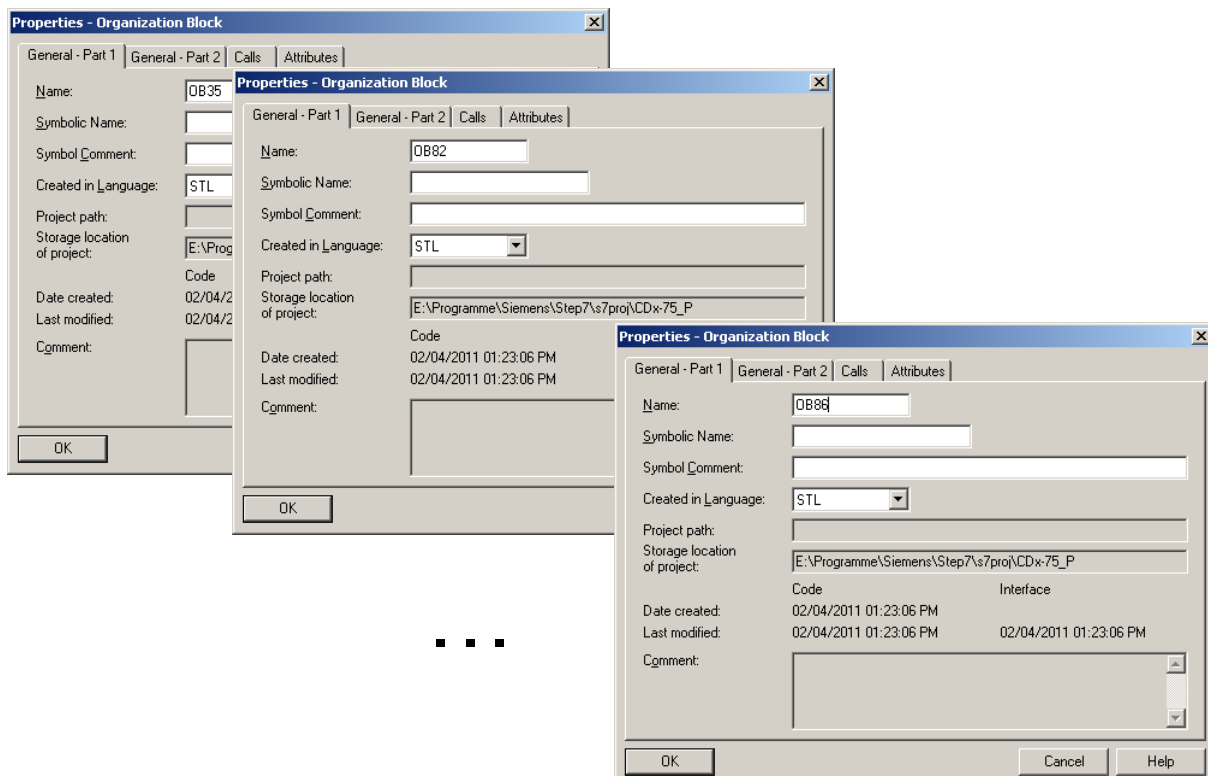 Properties - Organization Block
General - Part 1 General - Part 2 Calls Attributes
Name: OB35
Symbolic Name:
Symbol Comment:
Created in Language: STL
Project path:
Storage location
of project: E:\Prog
Code
Date created: 02/04/2
Last modified: 02/04/2
Comment:
OK
Properties - Organization Block
General - Part 1 General - Part 2 Calls Attributes
Name: OB82
Symbolic Name:
Symbol Comment:
Created in Language: STL
Project path:
Storage location
of project: E:\Programme\Siemens\Step7\s7proj\CDx-75_P
Code
Date created: 02/04/2011 01:23:06 PM
Last modified: 02/04/2011 01:23:06 PM
Comment:
OK
Properties - Organization Block
General - Part 1 General - Part 2 Calls Attributes
Name: OB86
Symbolic Name:
Symbol Comment:
Created in Language: STL
Project path:
Storage location
of project: E:\Programme\Siemens\Step7\s7proj\CDx-75_P
Code Interface
Date created: 02/04/2011 01:23:06 PM
Last modified: 02/04/2011 01:23:06 PM 02/04/2011 01:23:06 PM
Comment:
OK Cancel Help
...